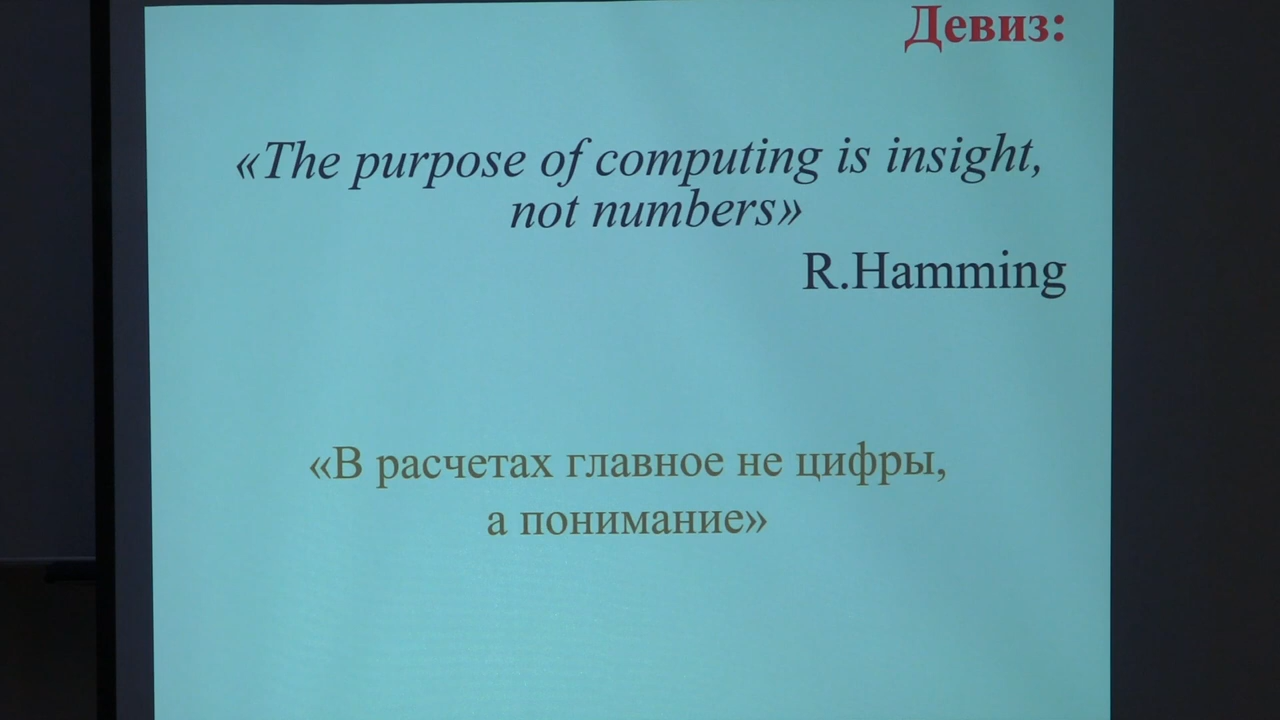 Девиз:
«The purpose of computing is insight,
not numbers»
R.Hamming
«В расчетах главное не цифры,
а понимание»